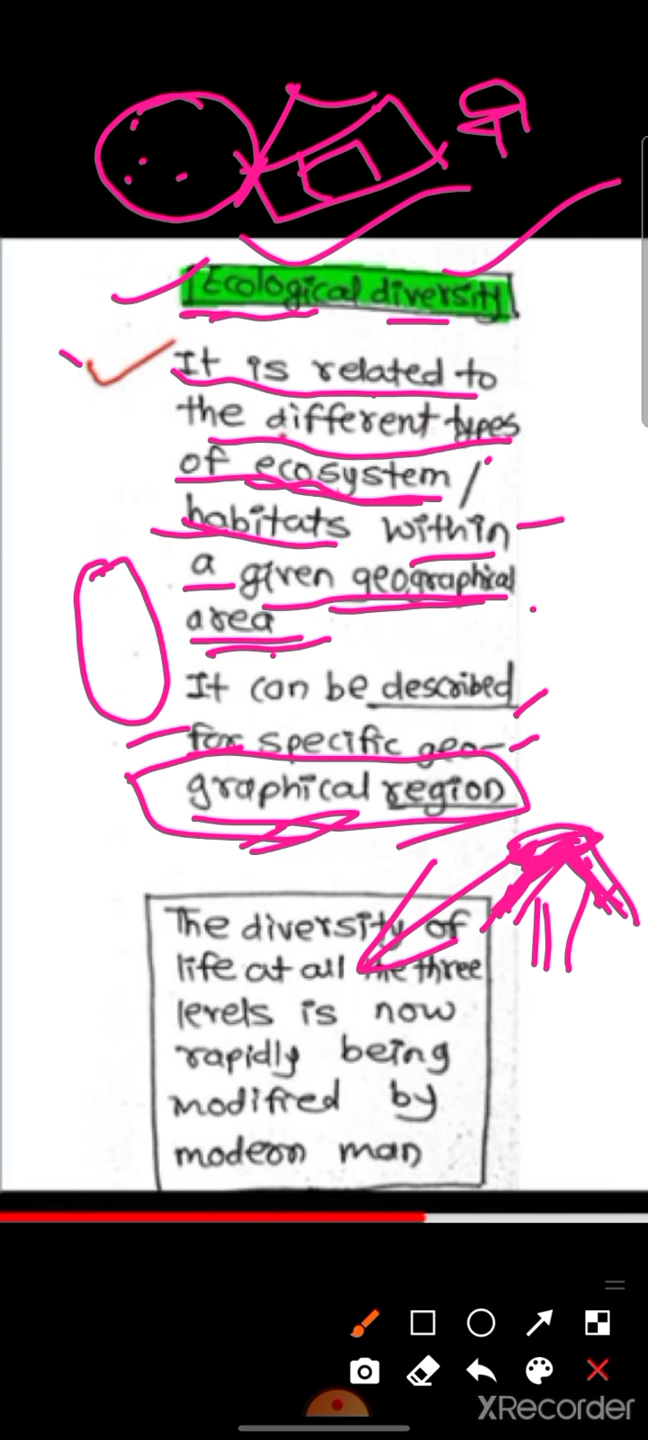 Ecological diversity
It is related to
the different types
of ecosystem/
habitats within
a given geographical
area
It can be described
for specific geo-
graphical region
The diversity of
life at all the three
levels is now
rapidly being
modified by
modern man
XRecorder